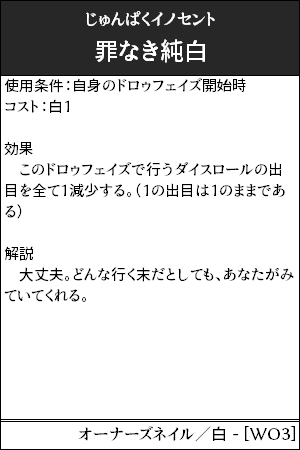 じゅんぱくイノセント
罪なき純白
使用条件：自身のドロゥフェイズ開始時
コスト：白1
効果
　このドロゥフェイズで行うダイスロールの出
目を全て1減少する。（1の出目は1のままであ
る）
解説
　大丈夫。どんな行く末だとしても、あなたがみ
ていてくれる。
オーナーズネイル／白 - [WO3]